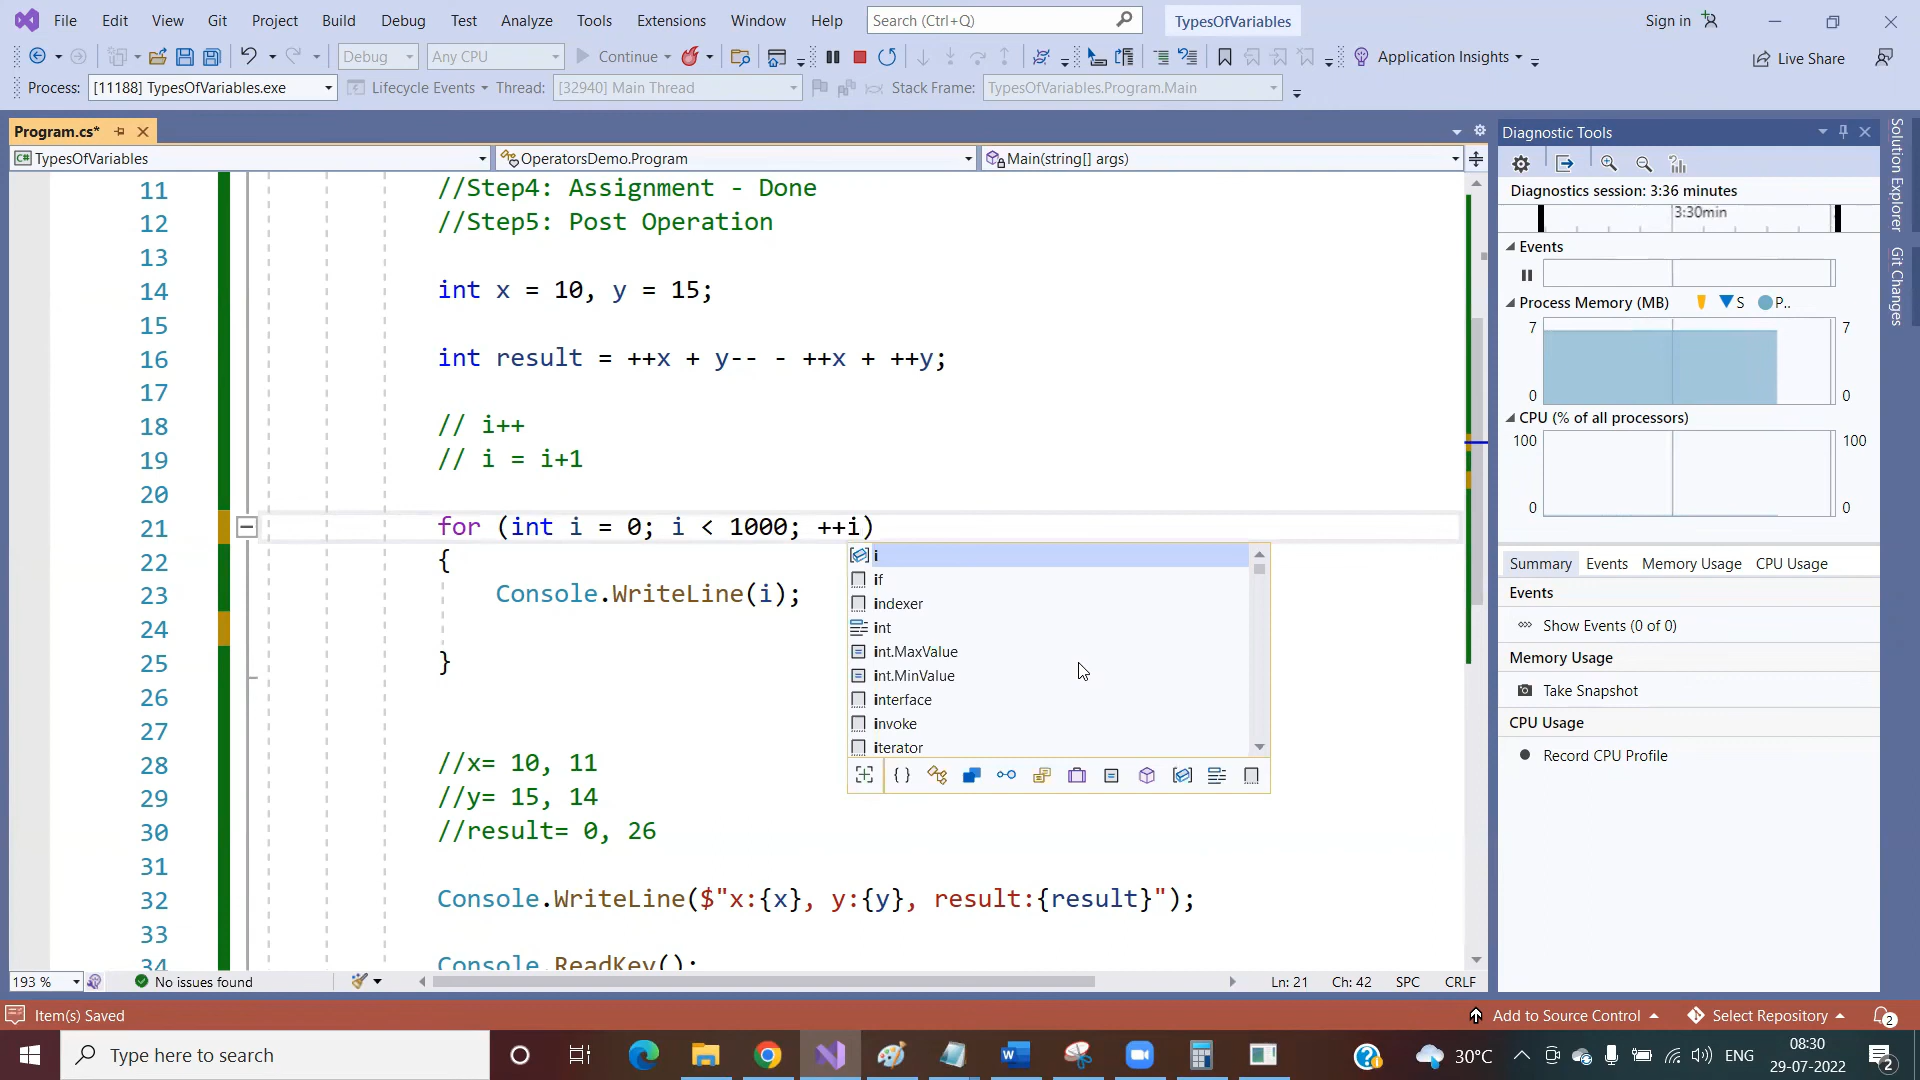 File Edit View Git Project Build Debug Test Analyze Tools Extensions Window Help Search (Ctrl+Q) TypesOfVariables Sign in
Debug Any CPU Continue Application Insights Live Share
Process: [11188] TypesOfVariables.exe Lifecycle Events Thread: [32940] Main Thread Stack Frame: TypesOfVariables.Program.Main
Program.cs*
C# TypesOfVariables OperatorsDemo.Program Main(string[] args)
11 //Step4: Assignment - Done
12 //Step5: Post Operation
13
14 int x = 10, y = 15;
15
16 int result = ++x + y-- - ++x + ++y;
17
18 // i++
19 // i = i+1
20
21 for (int i = 0; i < 1000; ++i)
22 {
23 Console.WriteLine(i);
24
25 }
26
27
28 //x= 10, 11
29 //y= 15, 14
30 //result= 0, 26
31
32 Console.WriteLine($"x:{x}, y:{y}, result:{result}");
33
34 Console.ReadKey();
i
if
indexer
int
int.MaxValue
int.MinValue
interface
invoke
iterator
193 % No issues found Ln: 21 Ch: 42 SPC CRLF
Diagnostic Tools
Diagnostics session: 3:36 minutes
3:30min
Events
Process Memory (MB) S P..
7 7
0 0
CPU (% of all processors)
100 100
0 0
Summary Events Memory Usage CPU Usage
Events
Show Events (0 of 0)
Memory Usage
Take Snapshot
CPU Usage
Record CPU Profile
Solution Explorer
Git Changes
Item(s) Saved Add to Source Control Select Repository 2
Type here to search 30°C ENG 08:30
29-07-2022 2